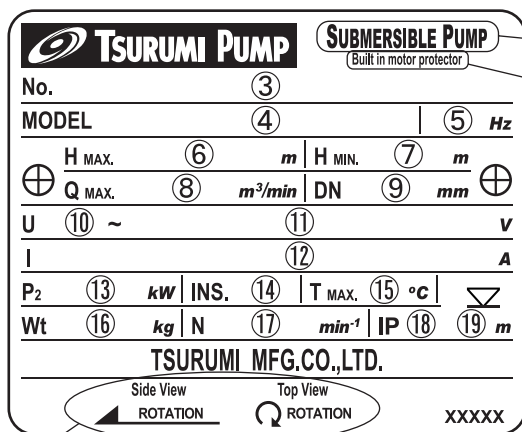 TSURUMI PUMP SUBMERSIBLE PUMP
Built in motor protector
No. ③
MODEL ④ ⑤ Hz
H MAX. ⑥ m H MIN. ⑦ m
Q MAX. ⑧ m³/min DN ⑨ mm
U ⑩ ~ ⑪ V
I ⑫ A
P₂ ⑬ kW INS. ⑭ T MAX. ⑮ °C
Wt ⑯ kg N ⑰ min⁻¹ IP ⑱ ⑲ m
TSURUMI MFG.CO.,LTD.
Side View Top View
ROTATION ROTATION XXXXX